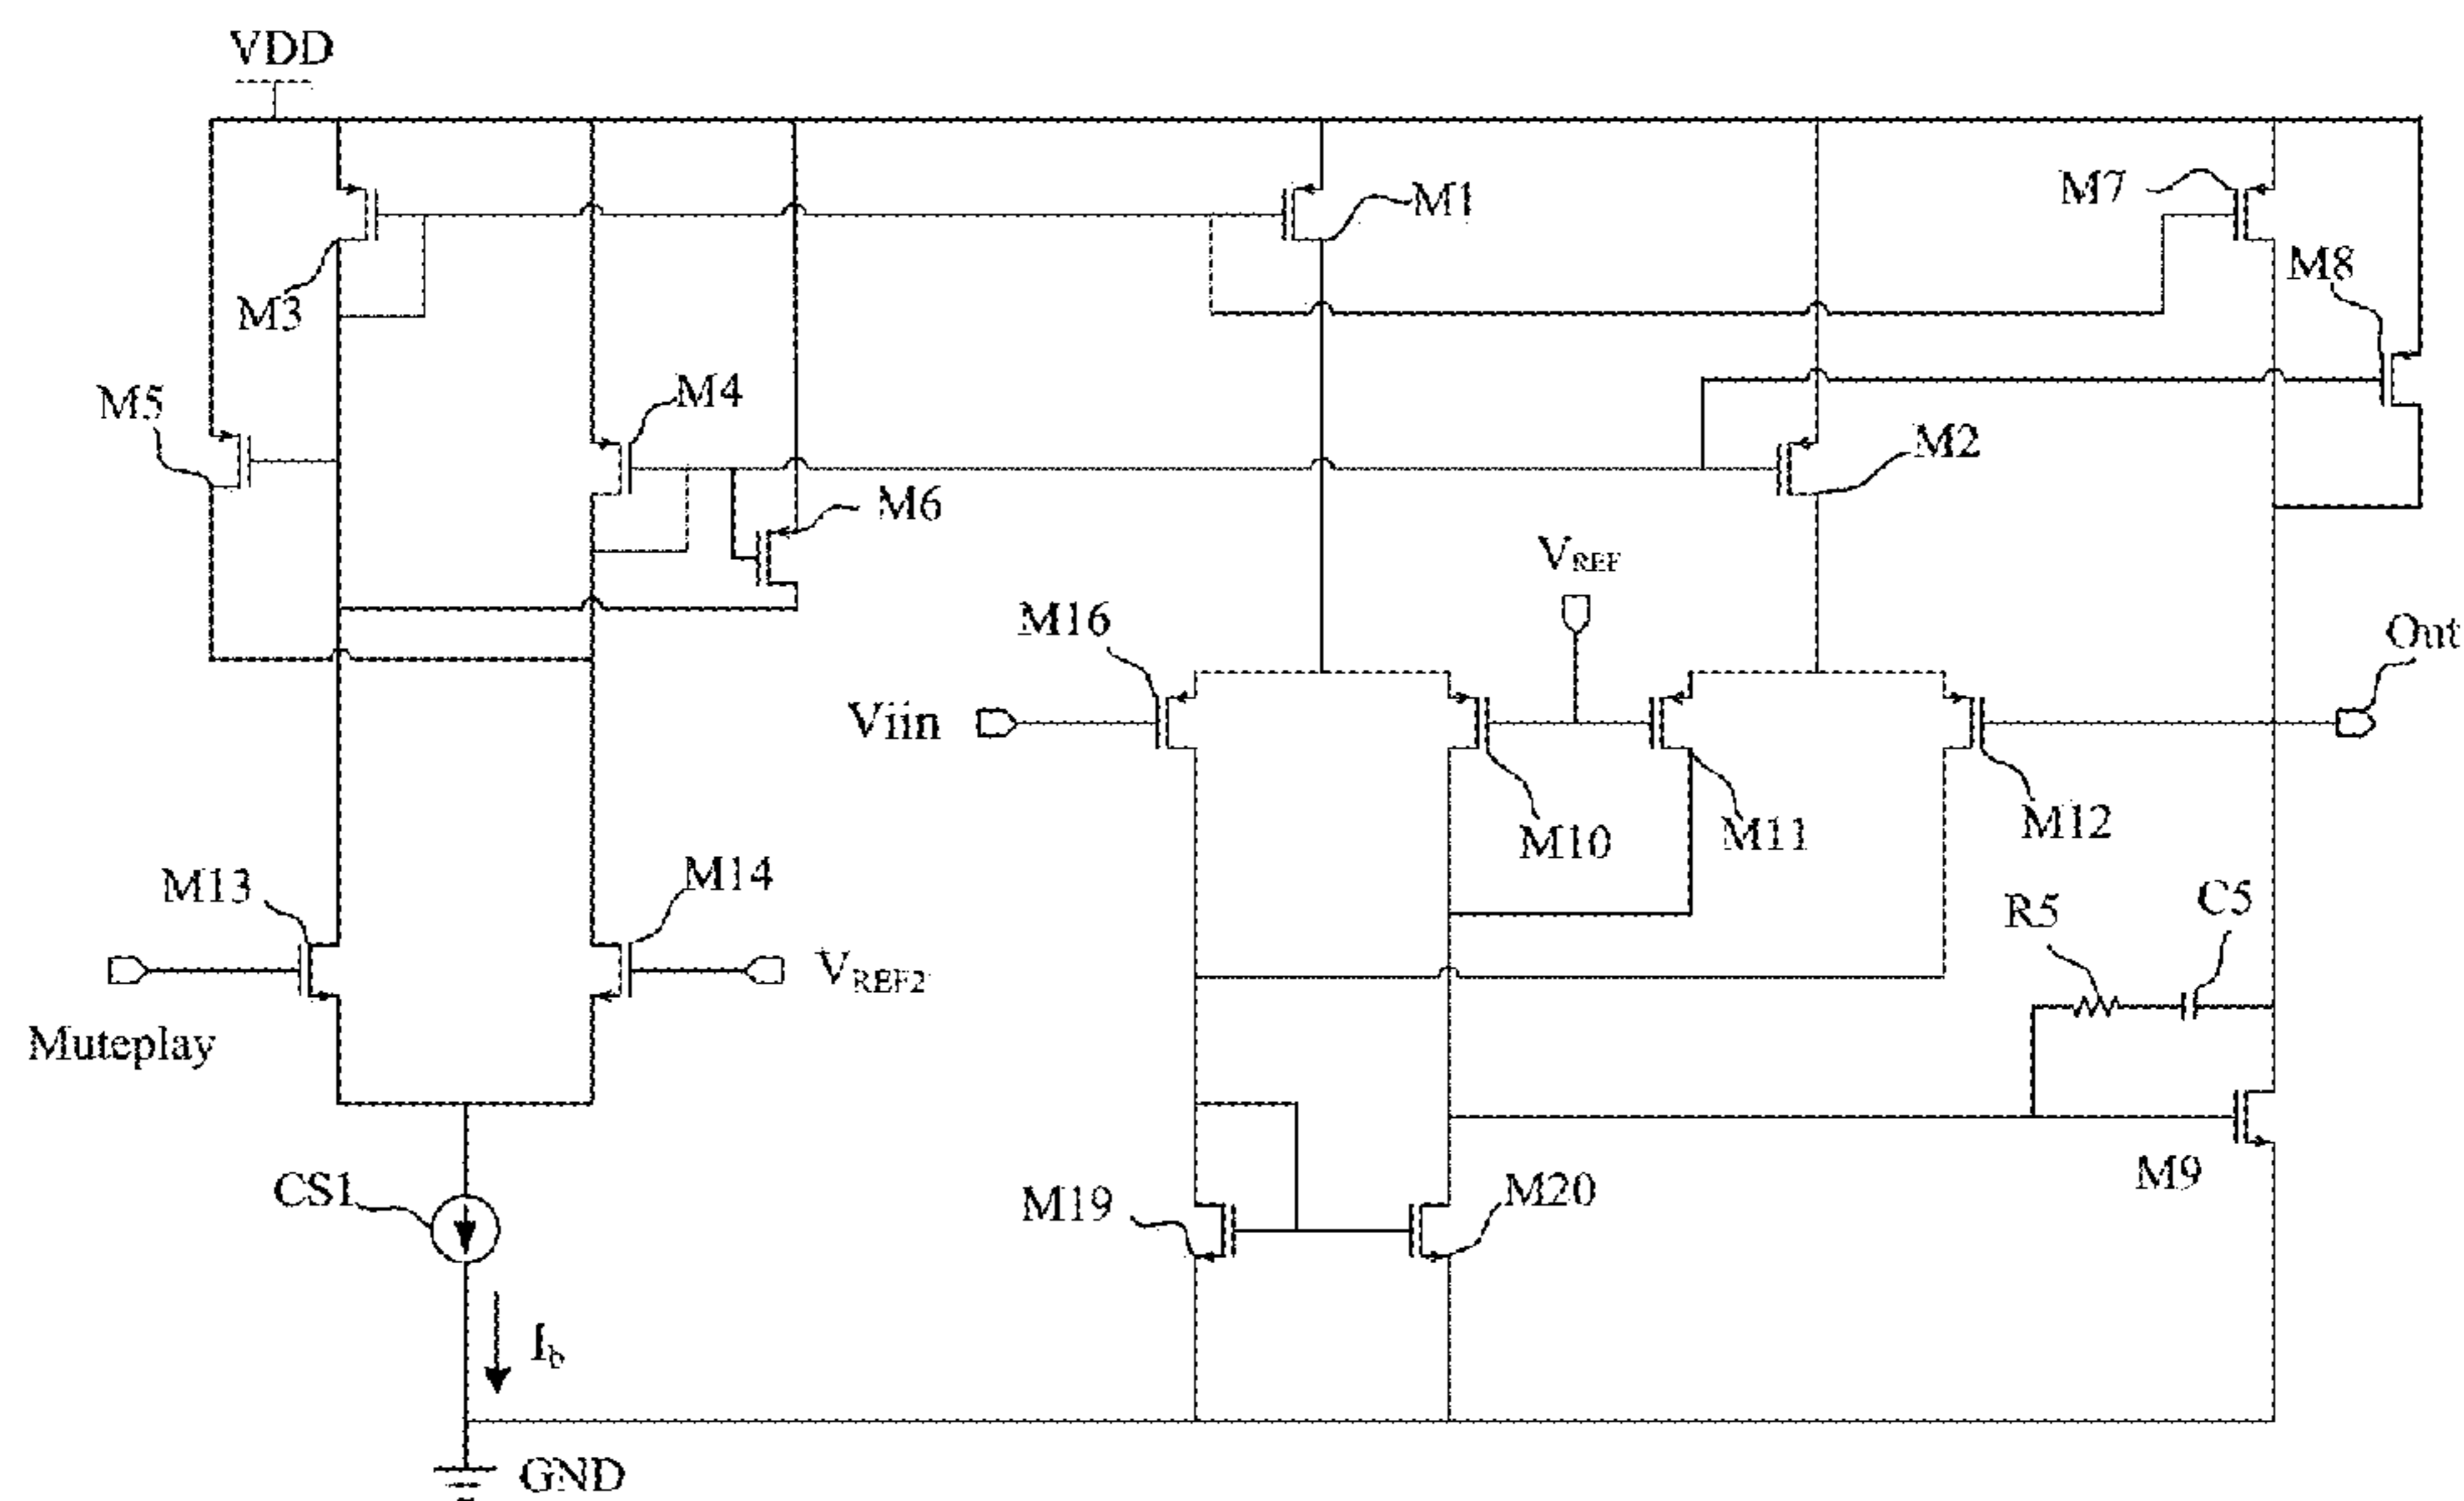 VDD
M3
M1
M7
M8
M5
M4
M2
M6
VREF
M16
Out
Viin
M10
M11
M12
M13
M14
R5
C5
VREF2
Muteplay
M9
CS1
M19
M20
Ib
GND